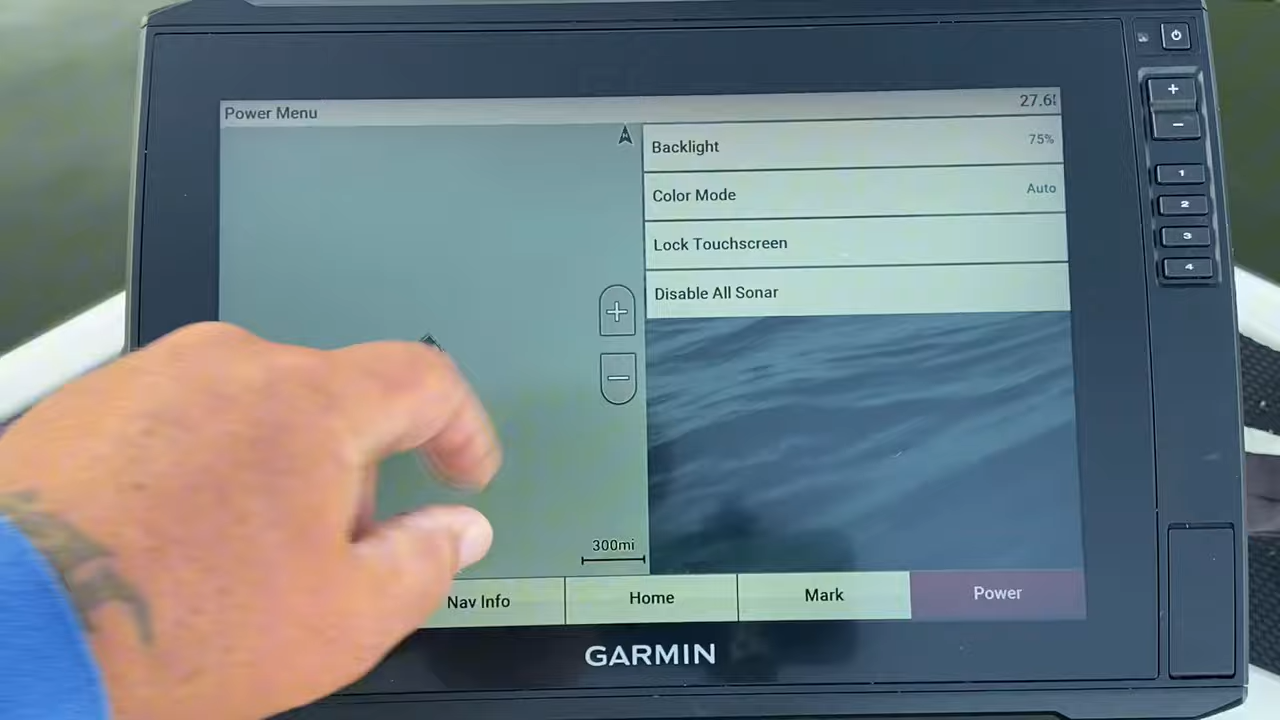 Power Menu
27.6
Backlight
75%
Color Mode
Auto
Lock Touchscreen
Disable All Sonar
300mi
Nav Info
Home
Mark
Power
GARMIN
+
−
1
2
3
4